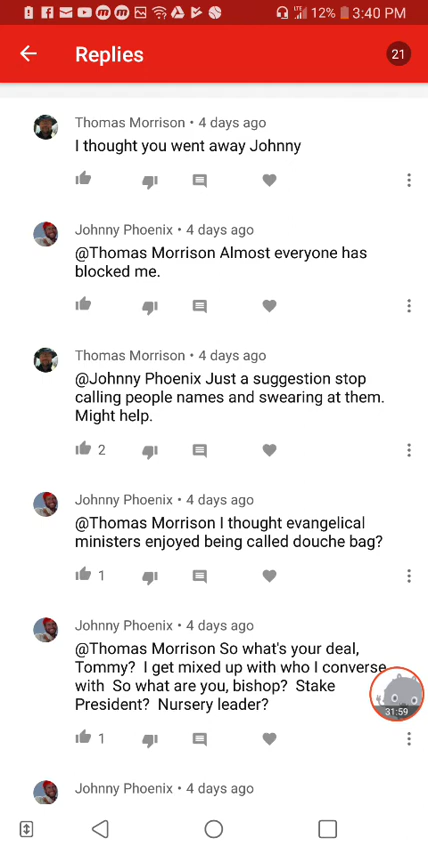 12% 3:40 PM
Replies
21
Thomas Morrison • 4 days ago
I thought you went away Johnny
Johnny Phoenix • 4 days ago
@Thomas Morrison Almost everyone has
blocked me.
Thomas Morrison • 4 days ago
@Johnny Phoenix Just a suggestion stop
calling people names and swearing at them.
Might help.
2
Johnny Phoenix • 4 days ago
@Thomas Morrison I thought evangelical
ministers enjoyed being called douche bag?
1
Johnny Phoenix • 4 days ago
@Thomas Morrison So what's your deal,
Tommy?  I get mixed up with who I converse
with  So what are you, bishop?  Stake
President?  Nursery leader?
31:59
1
Johnny Phoenix • 4 days ago